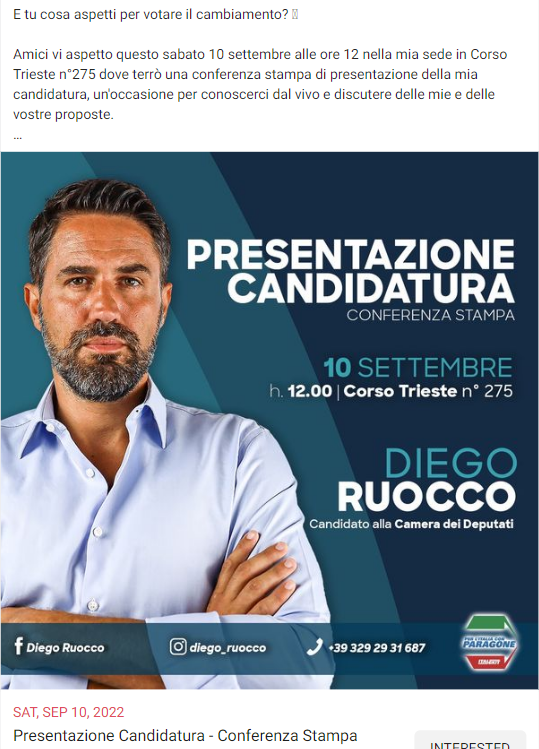 E tu cosa aspetti per votare il cambiamento?
Amici vi aspetto questo sabato 10 settembre alle ore 12 nella mia sede in Corso
Trieste n°275 dove terrò una conferenza stampa di presentazione della mia
candidatura, un'occasione per conoscerci dal vivo e discutere delle mie e delle
vostre proposte.
...
PRESENTAZIONE
CANDIDATURA
CONFERENZA STAMPA
10 SETTEMBRE
h. 12.00 | Corso Trieste n° 275
DIEGO
RUOCCO
Candidato alla Camera dei Deputati
PER L'ITALIA CON
PARAGONE
ITALEXIT
Diego Ruocco
diego_ruocco
+39 329 29 31 687
SAT, SEP 10, 2022
Presentazione Candidatura - Conferenza Stampa
INTERESTED